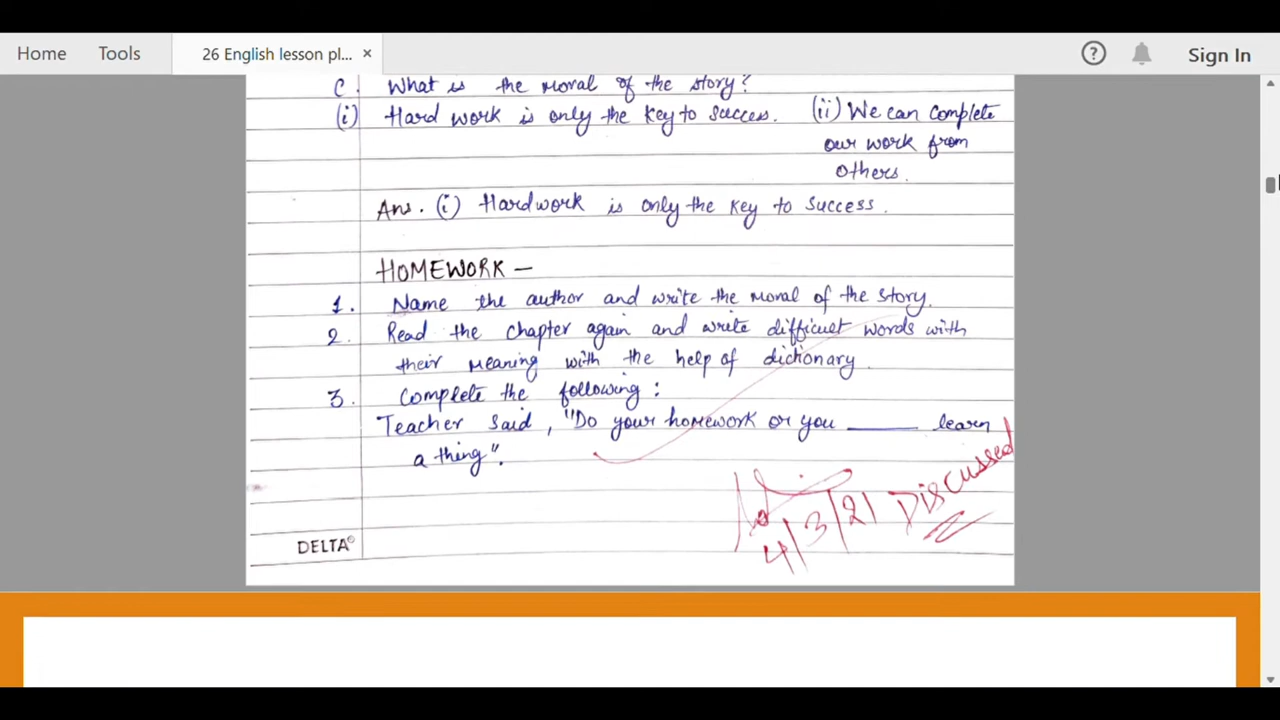 Home Tools 26 English lesson pl... × ? Sign In
C. What is the moral of the story?
(i) Hard work is only the key to success. (ii) We can complete
our work from
others.
Ans. (i) Hardwork is only the key to success.
HOMEWORK —
1. Name the author and write the moral of the story.
2. Read the chapter again and write difficult words with
their meaning with the help of dictionary.
3. Complete the following :
Teacher said, "Do your homework or you ______ learn
a thing".
4/3/21 Discussed
DELTA©